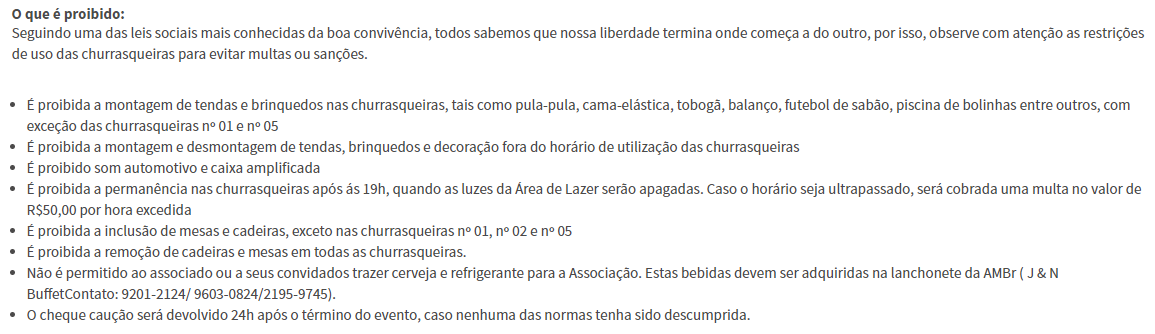 O que é proibido:
Seguindo uma das leis sociais mais conhecidas da boa convivência, todos sabemos que nossa liberdade termina onde começa a do outro, por isso, observe com atenção as restrições
de uso das churrasqueiras para evitar multas ou sanções.
• É proibida a montagem de tendas e brinquedos nas churrasqueiras, tais como pula-pula, cama-elástica, tobogã, balanço, futebol de sabão, piscina de bolinhas entre outros, com
exceção das churrasqueiras nº 01 e nº 05
• É proibida a montagem e desmontagem de tendas, brinquedos e decoração fora do horário de utilização das churrasqueiras
• É proibido som automotivo e caixa amplificada
• É proibida a permanência nas churrasqueiras após ás 19h, quando as luzes da Área de Lazer serão apagadas. Caso o horário seja ultrapassado, será cobrada uma multa no valor de
R$50,00 por hora excedida
• É proibida a inclusão de mesas e cadeiras, exceto nas churrasqueiras nº 01, nº 02 e nº 05
• É proibida a remoção de cadeiras e mesas em todas as churrasqueiras.
• Não é permitido ao associado ou a seus convidados trazer cerveja e refrigerante para a Associação. Estas bebidas devem ser adquiridas na lanchonete da AMBr ( J & N
BuffetContato: 9201-2124/ 9603-0824/2195-9745).
• O cheque caução será devolvido 24h após o término do evento, caso nenhuma das normas tenha sido descumprida.